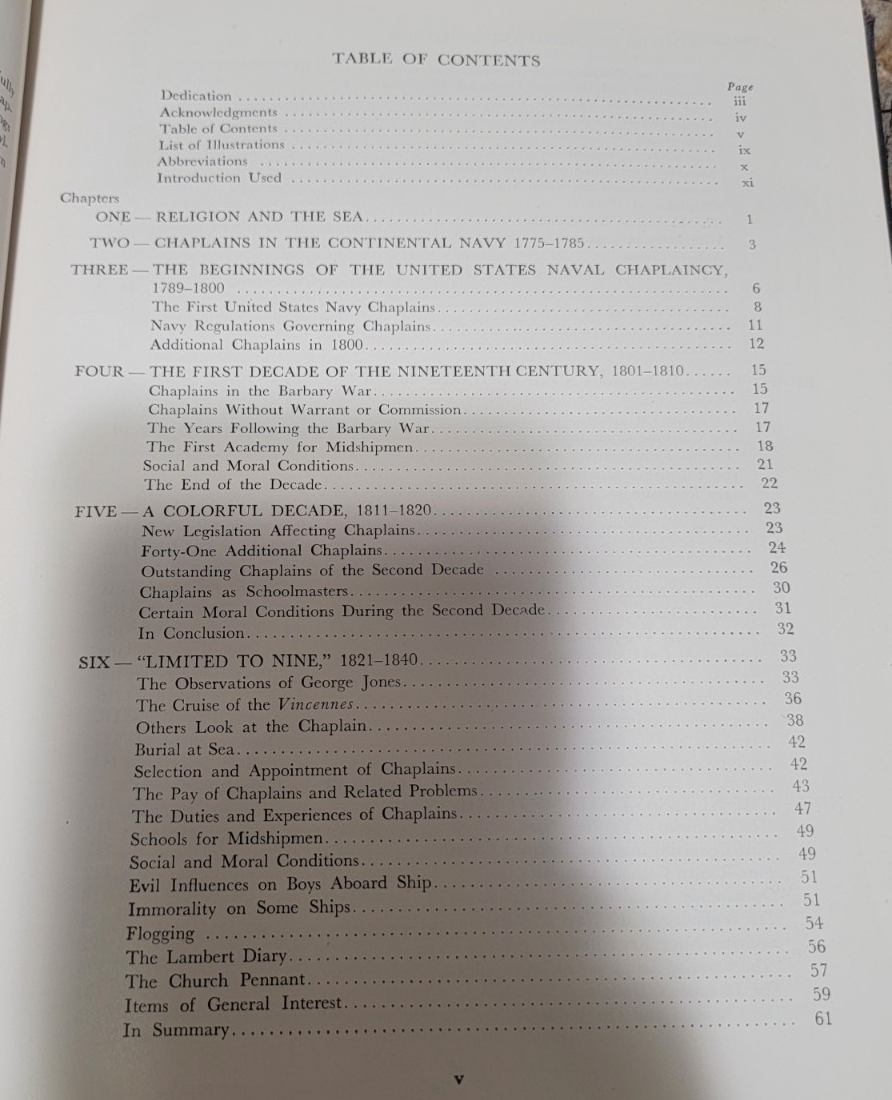 TABLE OF CONTENTS
Page
Dedication ........ iii
Acknowledgments ........ iv
Table of Contents ........ v
List of Illustrations ........ ix
Abbreviations ........ x
Introduction Used ........ xi
Chapters
ONE — RELIGION AND THE SEA........ 1
TWO — CHAPLAINS IN THE CONTINENTAL NAVY 1775–1785........ 3
THREE — THE BEGINNINGS OF THE UNITED STATES NAVAL CHAPLAINCY,
1789–1800 ........ 6
The First United States Navy Chaplains........ 8
Navy Regulations Governing Chaplains........ 11
Additional Chaplains in 1800........ 12
FOUR — THE FIRST DECADE OF THE NINETEENTH CENTURY, 1801–1810...... 15
Chaplains in the Barbary War........ 15
Chaplains Without Warrant or Commission........ 17
The Years Following the Barbary War........ 17
The First Academy for Midshipmen........ 18
Social and Moral Conditions........ 21
The End of the Decade........ 22
FIVE — A COLORFUL DECADE, 1811–1820........ 23
New Legislation Affecting Chaplains........ 23
Forty-One Additional Chaplains........ 24
Outstanding Chaplains of the Second Decade ........ 26
Chaplains as Schoolmasters........ 30
Certain Moral Conditions During the Second Decade........ 31
In Conclusion........ 32
SIX — “LIMITED TO NINE,” 1821–1840........ 33
The Observations of George Jones........ 33
The Cruise of the Vincennes........ 36
Others Look at the Chaplain........ 38
Burial at Sea........ 42
Selection and Appointment of Chaplains........ 42
The Pay of Chaplains and Related Problems........ 43
The Duties and Experiences of Chaplains........ 47
Schools for Midshipmen........ 49
Social and Moral Conditions........ 49
Evil Influences on Boys Aboard Ship........ 51
Immorality on Some Ships........ 51
Flogging ........ 54
The Lambert Diary........ 56
The Church Pennant........ 57
Items of General Interest........ 59
In Summary........ 61
v